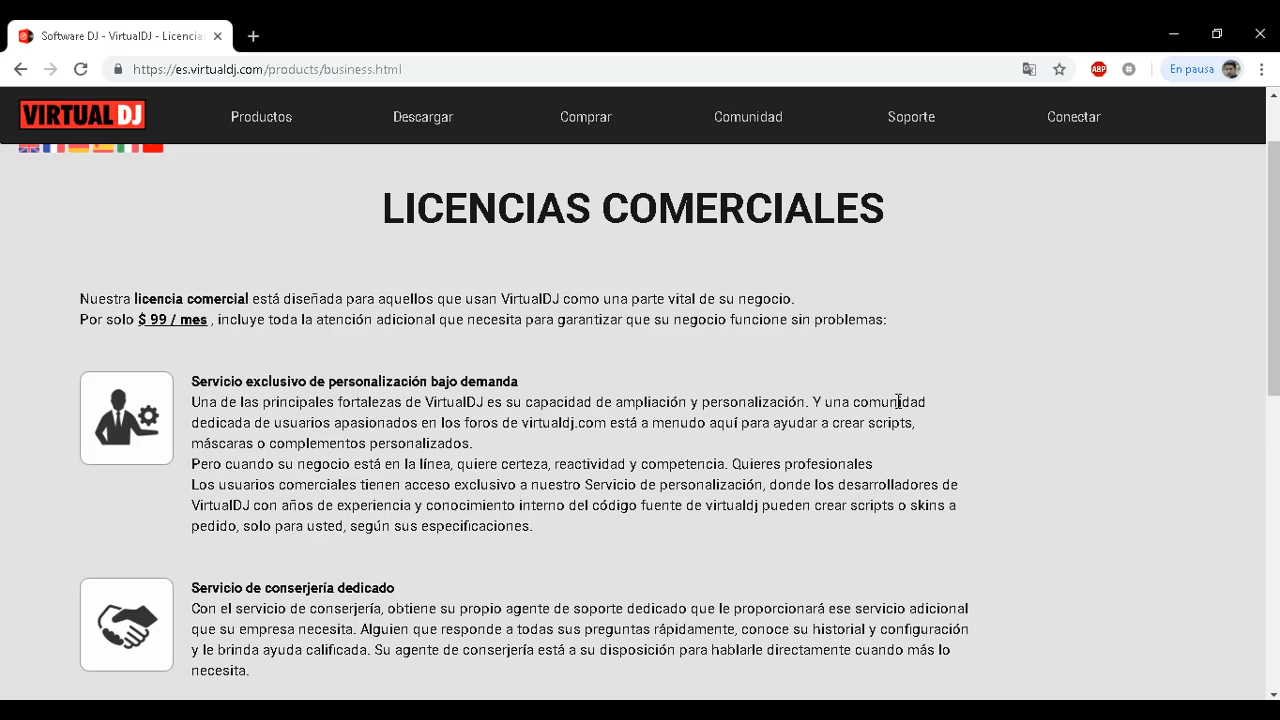 Software DJ - VirtualDJ - Licencia
https://es.virtualdj.com/products/business.html
ABP
En pausa
VIRTUAL DJ
Productos
Descargar
Comprar
Comunidad
Soporte
Conectar
LICENCIAS COMERCIALES
Nuestra licencia comercial está diseñada para aquellos que usan VirtualDJ como una parte vital de su negocio.
Por solo $ 99 / mes , incluye toda la atención adicional que necesita para garantizar que su negocio funcione sin problemas:
Servicio exclusivo de personalización bajo demanda
Una de las principales fortalezas de VirtualDJ es su capacidad de ampliación y personalización. Y una comunidad
dedicada de usuarios apasionados en los foros de virtualdj.com está a menudo aquí para ayudar a crear scripts,
máscaras o complementos personalizados.
Pero cuando su negocio está en la línea, quiere certeza, reactividad y competencia. Quieres profesionales
Los usuarios comerciales tienen acceso exclusivo a nuestro Servicio de personalización, donde los desarrolladores de
VirtualDJ con años de experiencia y conocimiento interno del código fuente de virtualdj pueden crear scripts o skins a
pedido, solo para usted, según sus especificaciones.
Servicio de conserjería dedicado
Con el servicio de conserjería, obtiene su propio agente de soporte dedicado que le proporcionará ese servicio adicional
que su empresa necesita. Alguien que responde a todas sus preguntas rápidamente, conoce su historial y configuración
y le brinda ayuda calificada. Su agente de conserjería está a su disposición para hablarle directamente cuando más lo
necesita.